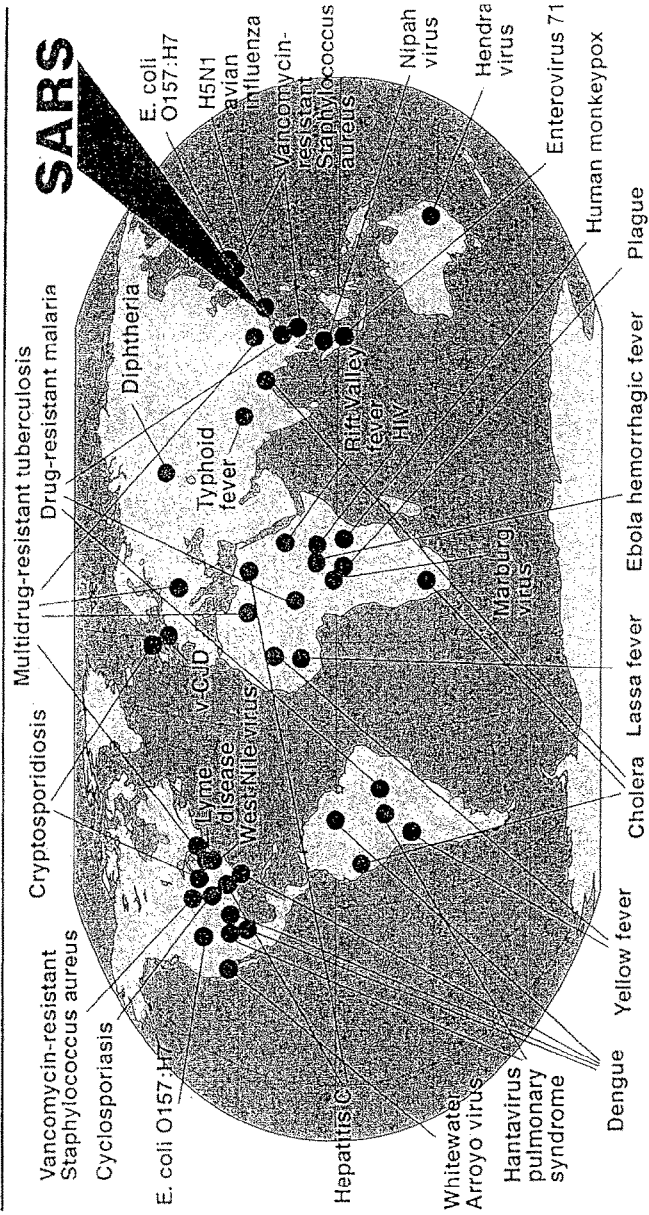 SARS
Multidrug-resistant tuberculosis
Drug-resistant malaria
Cryptosporidiosis
Diphtheria
Vancomycin-resistant
Staphylococcus aureus
Cyclosporiasis
E. coli O157:H7
Typhoid
fever
v-CJD
Lyme
disease
West Nile virus
E. coli
O157:H7
H5N1
avian
influenza
Vancomycin-
resistant
Staphylococcus
aureus
Nipah
virus
Hendra
virus
Enterovirus 71
Human monkeypox
Plague
Rift Valley
fever
HIV
Marburg
virus
Ebola hemorrhagic fever
Lassa fever
Cholera
Yellow fever
Dengue
Hepatitis C
Whitewater
Arroyo virus
Hantavirus
pulmonary
syndrome